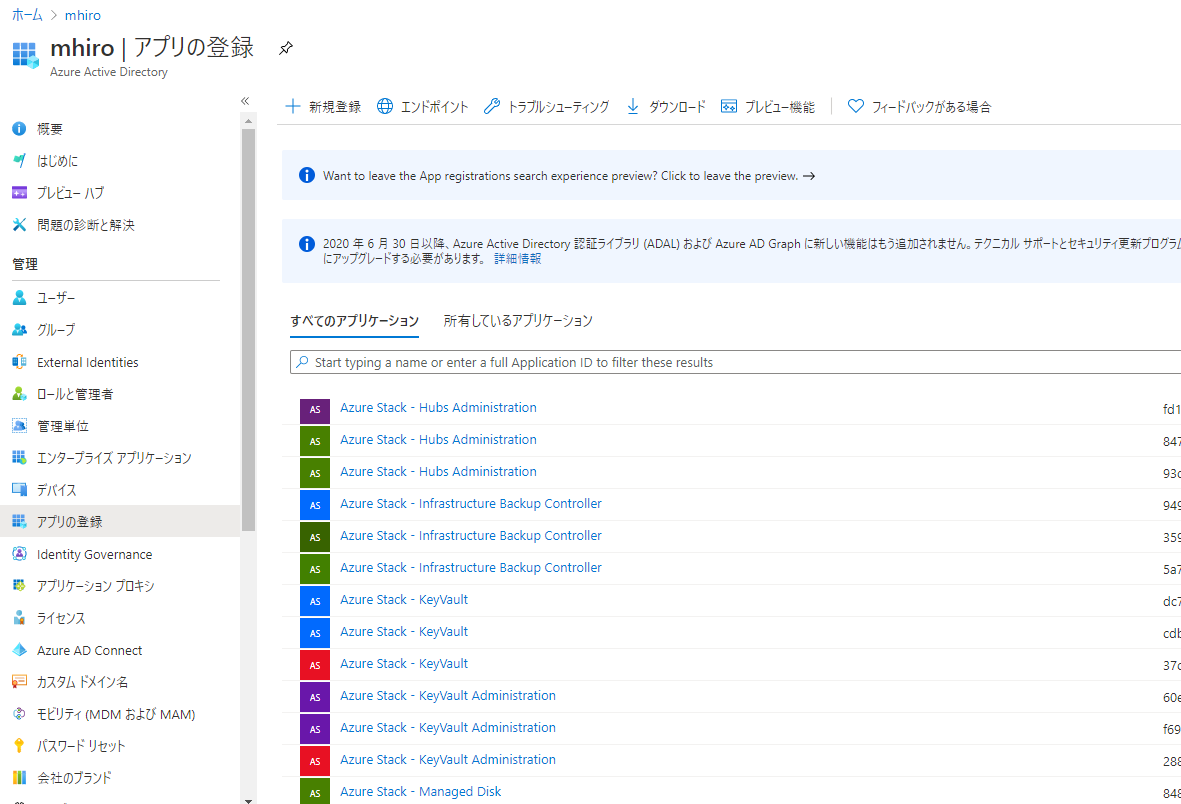 ホーム > mhiro
mhiro | アプリの登録
Azure Active Directory
概要
はじめに
プレビュー ハブ
問題の診断と解決
管理
ユーザー
グループ
External Identities
ロールと管理者
管理単位
エンタープライズ アプリケーション
デバイス
アプリの登録
Identity Governance
アプリケーション プロキシ
ライセンス
Azure AD Connect
カスタム ドメイン名
モビリティ (MDM および MAM)
パスワード リセット
会社のブランド
新規登録 エンドポイント トラブルシューティング ダウンロード プレビュー機能 フィードバックがある場合
Want to leave the App registrations search experience preview? Click to leave the preview. →
2020 年 6 月 30 日以降、Azure Active Directory 認証ライブラリ (ADAL) および Azure AD Graph に新しい機能はもう追加されません。テクニカル サポートとセキュリティ更新プログラム
にアップグレードする必要があります。 詳細情報
すべてのアプリケーション 所有しているアプリケーション
Start typing a name or enter a full Application ID to filter these results
AS Azure Stack - Hubs Administration fd1
AS Azure Stack - Hubs Administration 847
AS Azure Stack - Hubs Administration 93c
AS Azure Stack - Infrastructure Backup Controller 949
AS Azure Stack - Infrastructure Backup Controller 359
AS Azure Stack - Infrastructure Backup Controller 5a7
AS Azure Stack - KeyVault dc7
AS Azure Stack - KeyVault cdb
AS Azure Stack - KeyVault 37c
AS Azure Stack - KeyVault Administration 60e
AS Azure Stack - KeyVault Administration f69
AS Azure Stack - KeyVault Administration 288
AS Azure Stack - Managed Disk 848